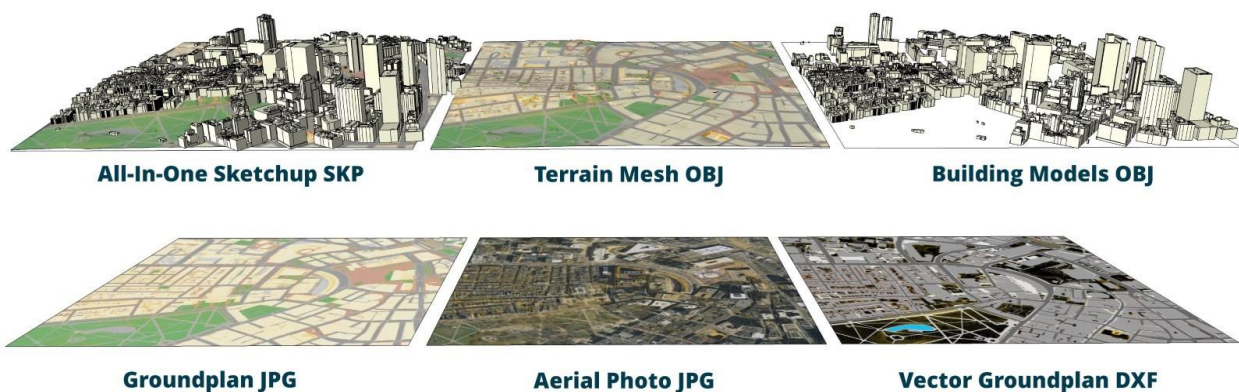 All-In-One Sketchup SKP
Terrain Mesh OBJ
Building Models OBJ
Groundplan JPG
Aerial Photo JPG
Vector Groundplan DXF